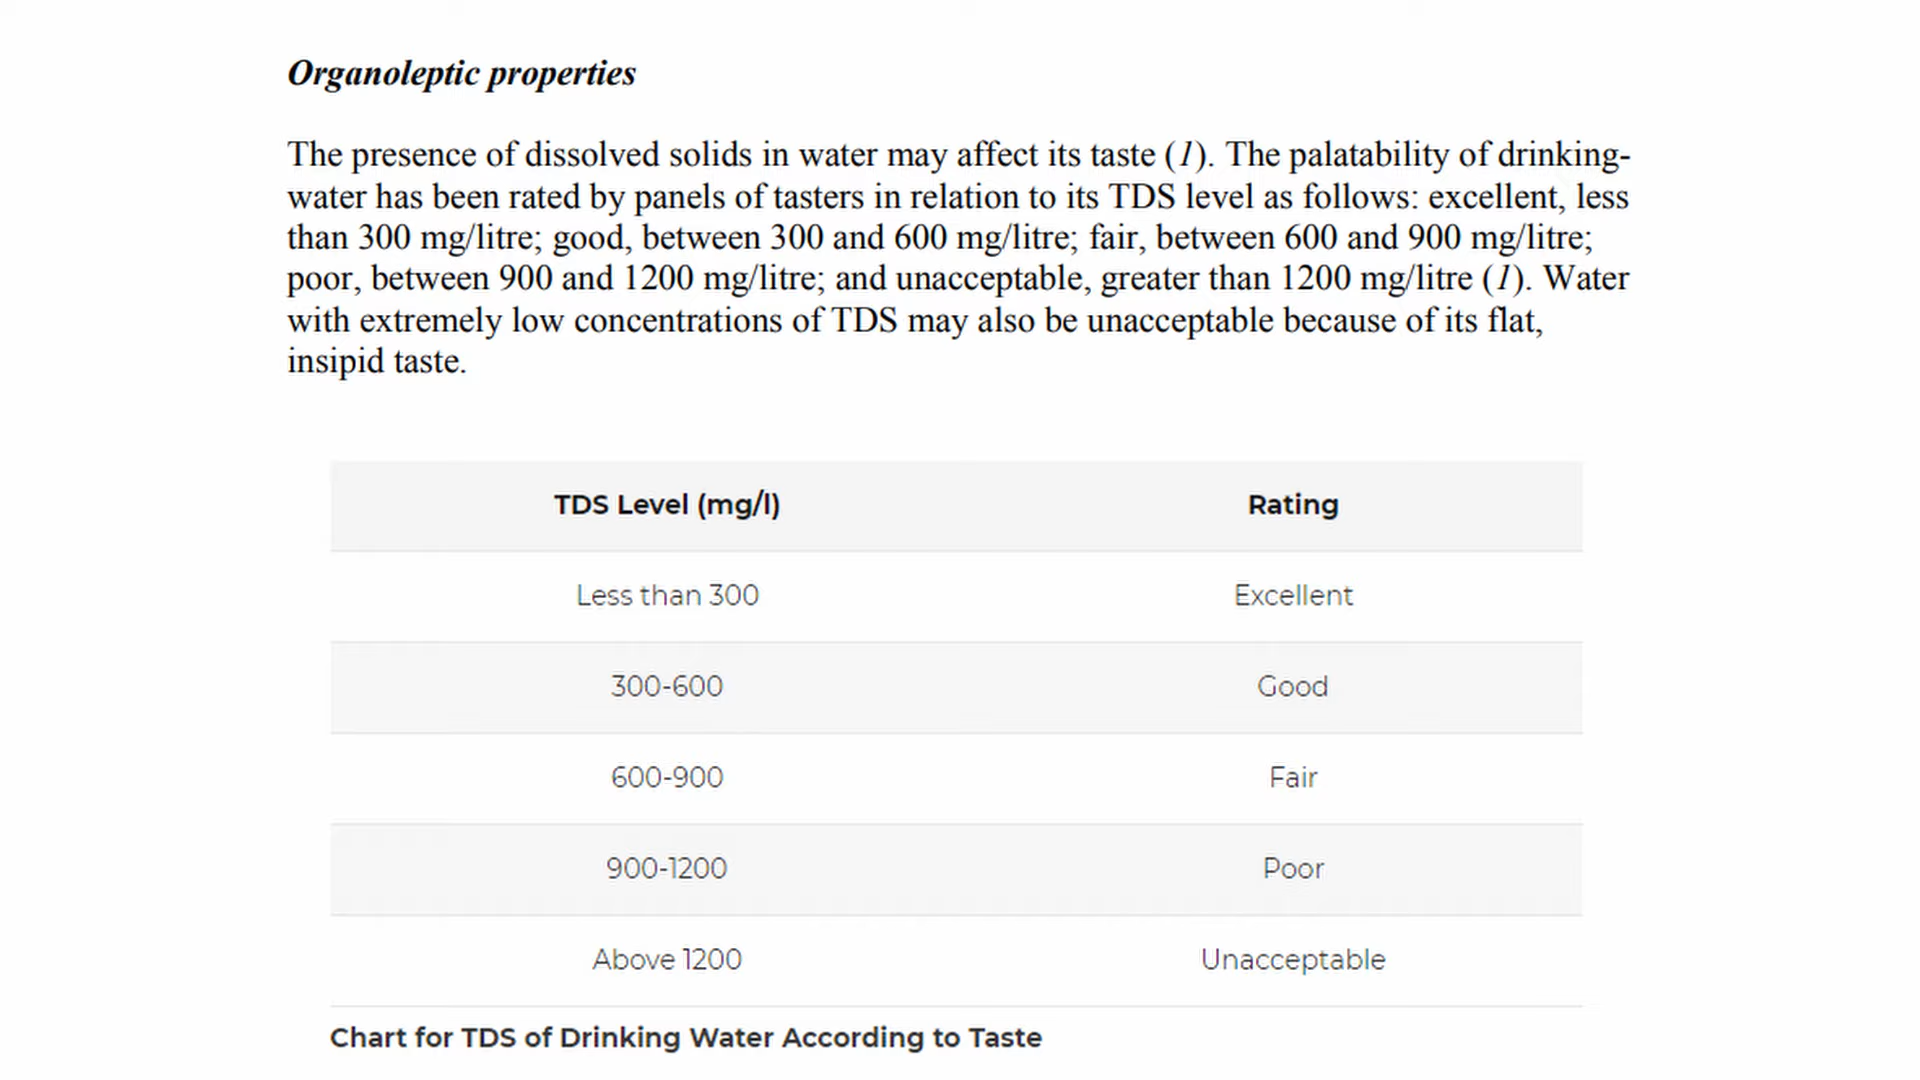 Organoleptic properties
The presence of dissolved solids in water may affect its taste (1). The palatability of drinking-
water has been rated by panels of tasters in relation to its TDS level as follows: excellent, less
than 300 mg/litre; good, between 300 and 600 mg/litre; fair, between 600 and 900 mg/litre;
poor, between 900 and 1200 mg/litre; and unacceptable, greater than 1200 mg/litre (1). Water
with extremely low concentrations of TDS may also be unacceptable because of its flat,
insipid taste.
TDS Level (mg/l) Rating
Less than 300 Excellent
300-600 Good
600-900 Fair
900-1200 Poor
Above 1200 Unacceptable
Chart for TDS of Drinking Water According to Taste